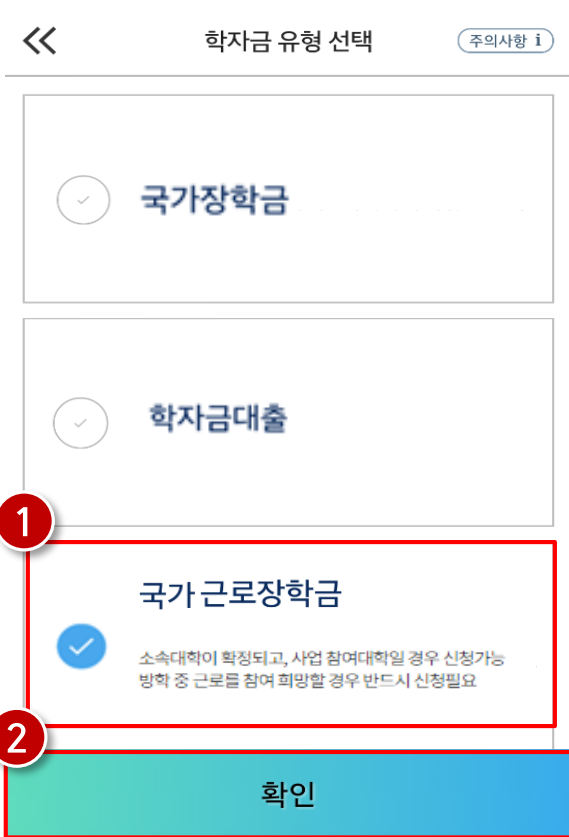 학자금 유형 선택
주의사항 i
국가장학금
학자금대출
1
국가 근로장학금
소속대학이 확정되고, 사업 참여대학일 경우 신청가능
방학 중 근로를 참여 희망할 경우 반드시 신청필요
2
확인